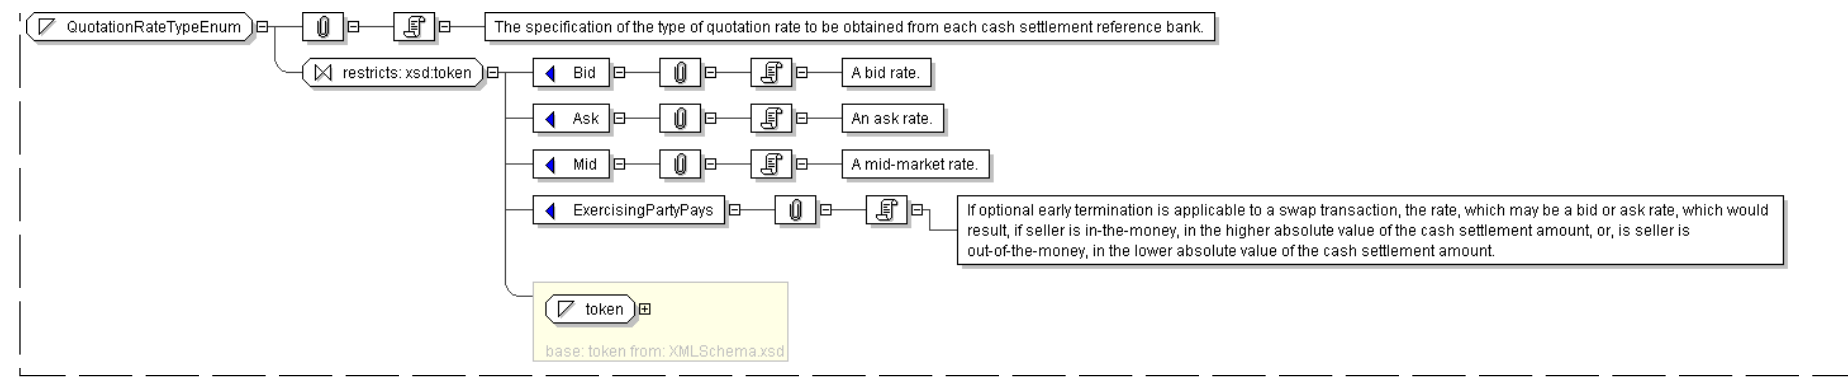 QuotationRateTypeEnum
The specification of the type of quotation rate to be obtained from each cash settlement reference bank.
restricts: xsd:token
Bid
A bid rate.
Ask
An ask rate.
Mid
A mid-market rate.
ExercisingPartyPays
If optional early termination is applicable to a swap transaction, the rate, which may be a bid or ask rate, which would
result, if seller is in-the-money, in the higher absolute value of the cash settlement amount, or, is seller is
out-of-the-money, in the lower absolute value of the cash settlement amount.
token
base: token from: XMLSchema.xsd